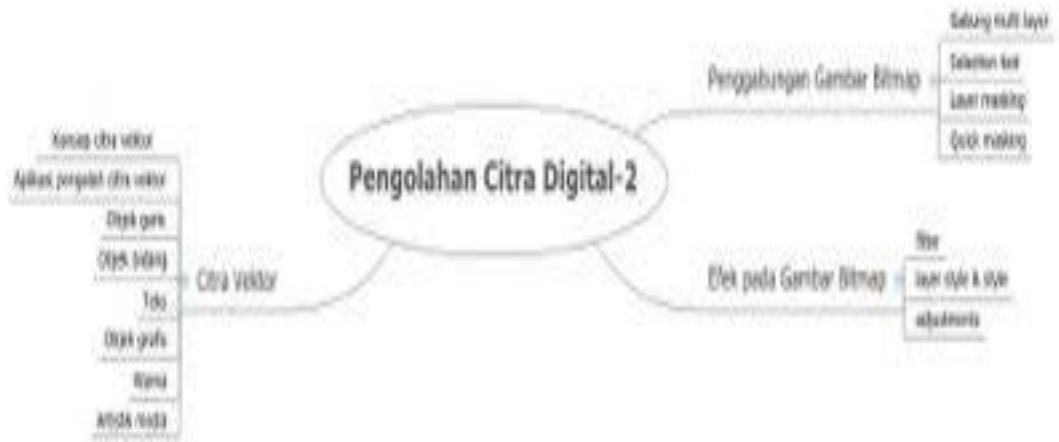 Pengolahan Citra Digital-2
Penggabungan Gambar Bitmap
Gabung multi layer
Selection tool
Layer masking
Quick masking
Efek pada Gambar Bitmap
filter
layer style & style
adjustments
Citra Vektor
Konsep citra vektor
Aplikasi pengolah citra vektor
Objek garis
Objek bidang
Teks
Objek grafis
Warna
Artistik media